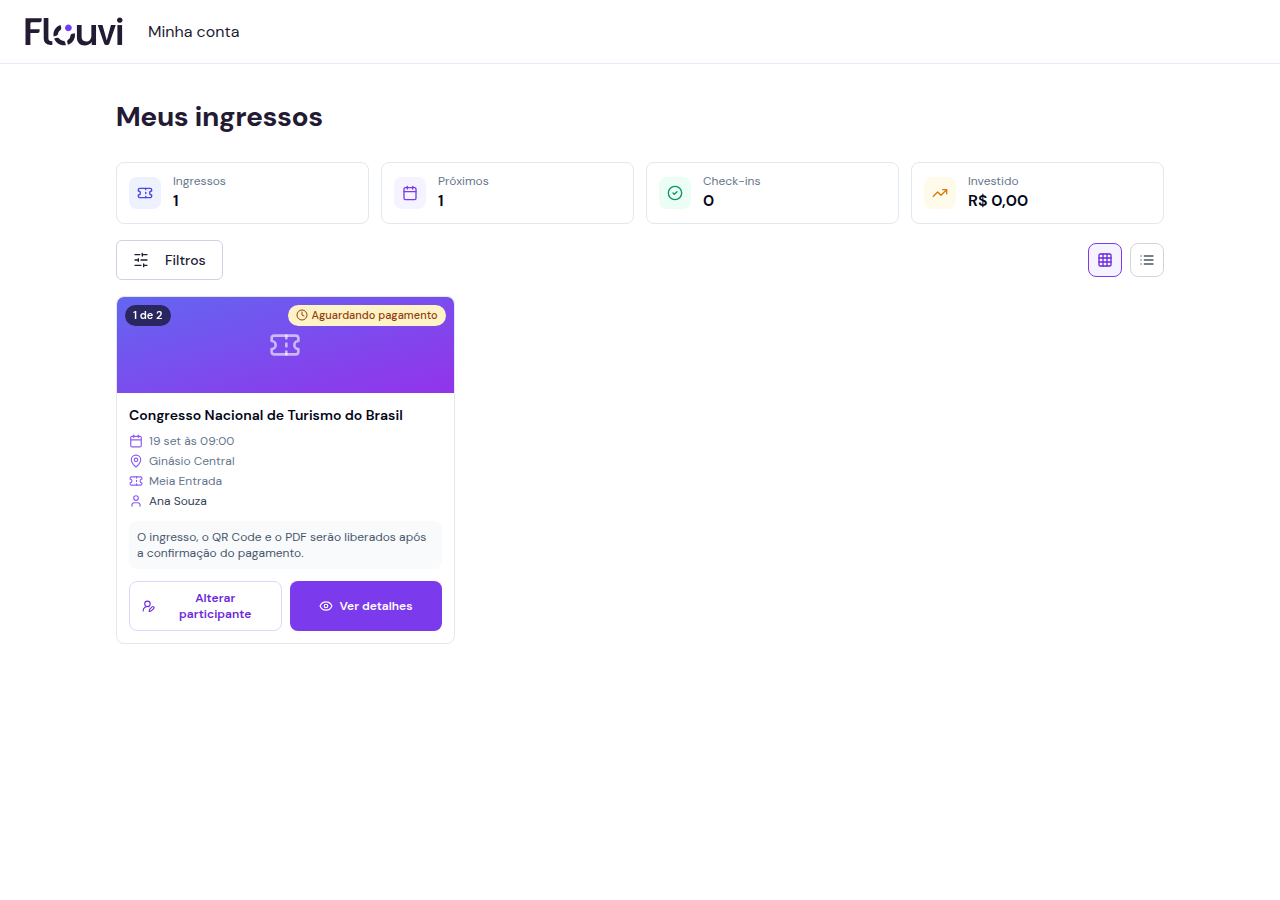 Flouvi
Minha conta
Meus ingressos
Ingressos
1
Próximos
1
Check-ins
0
Investido
R$ 0,00
Filtros
1 de 2
Aguardando pagamento
Congresso Nacional de Turismo do Brasil
19 set às 09:00
Ginásio Central
Meia Entrada
Ana Souza
O ingresso, o QR Code e o PDF serão liberados após
a confirmação do pagamento.
Alterar
participante
Ver detalhes